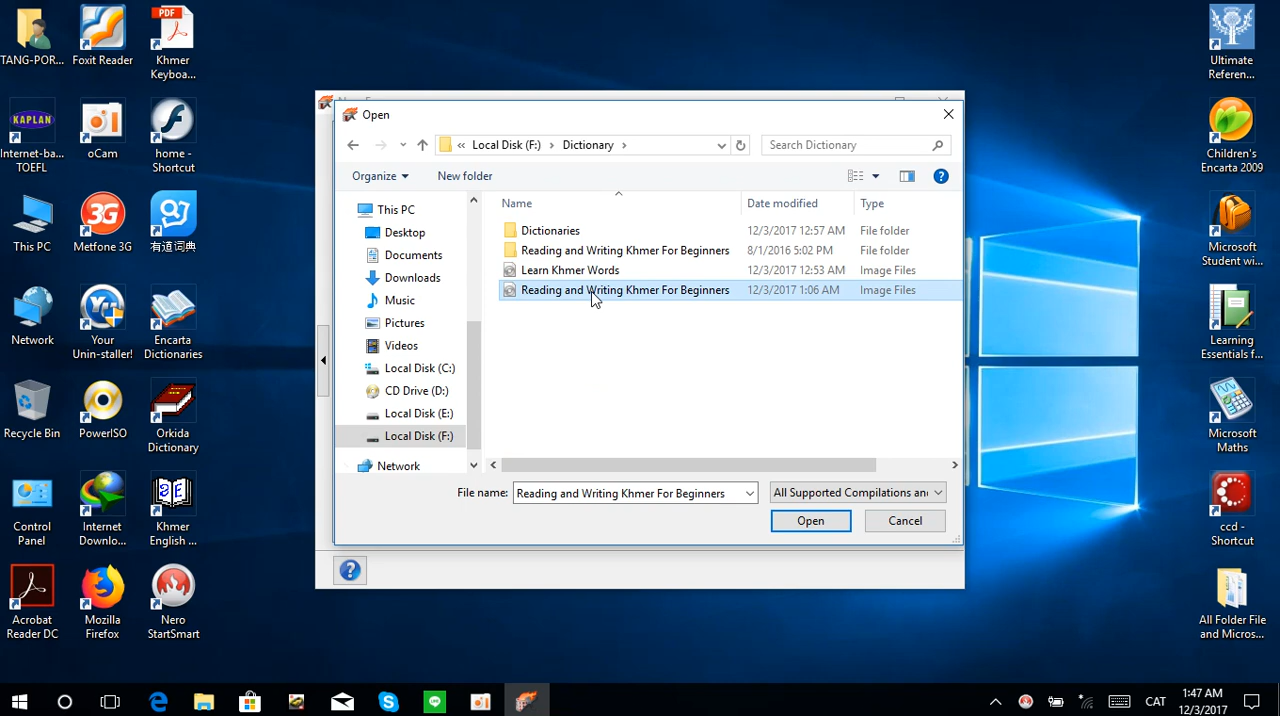 TANG-POR...
Foxit Reader
PDF
Khmer
Keyboa...
KAPLAN
Internet-ba...
TOEFL
oCam
home -
Shortcut
This PC
3G
Metfone 3G
有道词典
Network
Your
Unin-staller!
Encarta
Dictionaries
Recycle Bin
PowerISO
Orkida
Dictionary
Control
Panel
Internet
Downlo...
Khmer
English ...
Acrobat
Reader DC
Mozilla
Firefox
Nero
StartSmart
Open
Local Disk (F:)
Dictionary
Search Dictionary
Organize
New folder
This PC
Desktop
Documents
Downloads
Music
Pictures
Videos
Local Disk (C:)
CD Drive (D:)
Local Disk (E:)
Local Disk (F:)
Network
Name Date modified Type
Dictionaries 12/3/2017 12:57 AM File folder
Reading and Writing Khmer For Beginners 8/1/2016 5:02 PM File folder
Learn Khmer Words 12/3/2017 12:53 AM Image Files
Reading and Writing Khmer For Beginners 12/3/2017 1:06 AM Image Files
File name: Reading and Writing Khmer For Beginners All Supported Compilations an
Open Cancel
Ultimate
Referen...
Children's
Encarta 2009
Microsoft
Student wi...
Learning
Essentials f...
Microsoft
Maths
ccd -
Shortcut
All Folder File
and Micros...
CAT
1:47 AM
12/3/2017